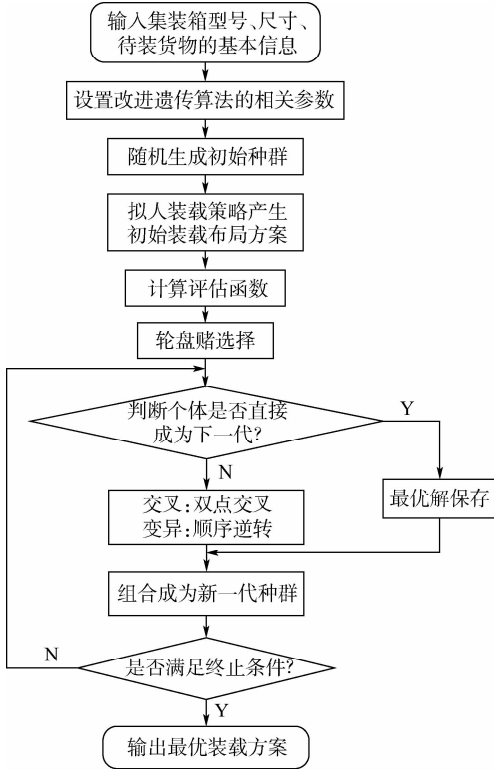 输入集装箱型号、尺寸、
待装货物的基本信息
设置改进遗传算法的相关参数
随机生成初始种群
拟人装载策略产生
初始装载布局方案
计算评估函数
轮盘赌选择
判断个体是否直接
成为下一代?
Y
N
交叉:双点交叉
变异:顺序逆转
最优解保存
组合成为新一代种群
是否满足终止条件?
N
Y
输出最优装载方案